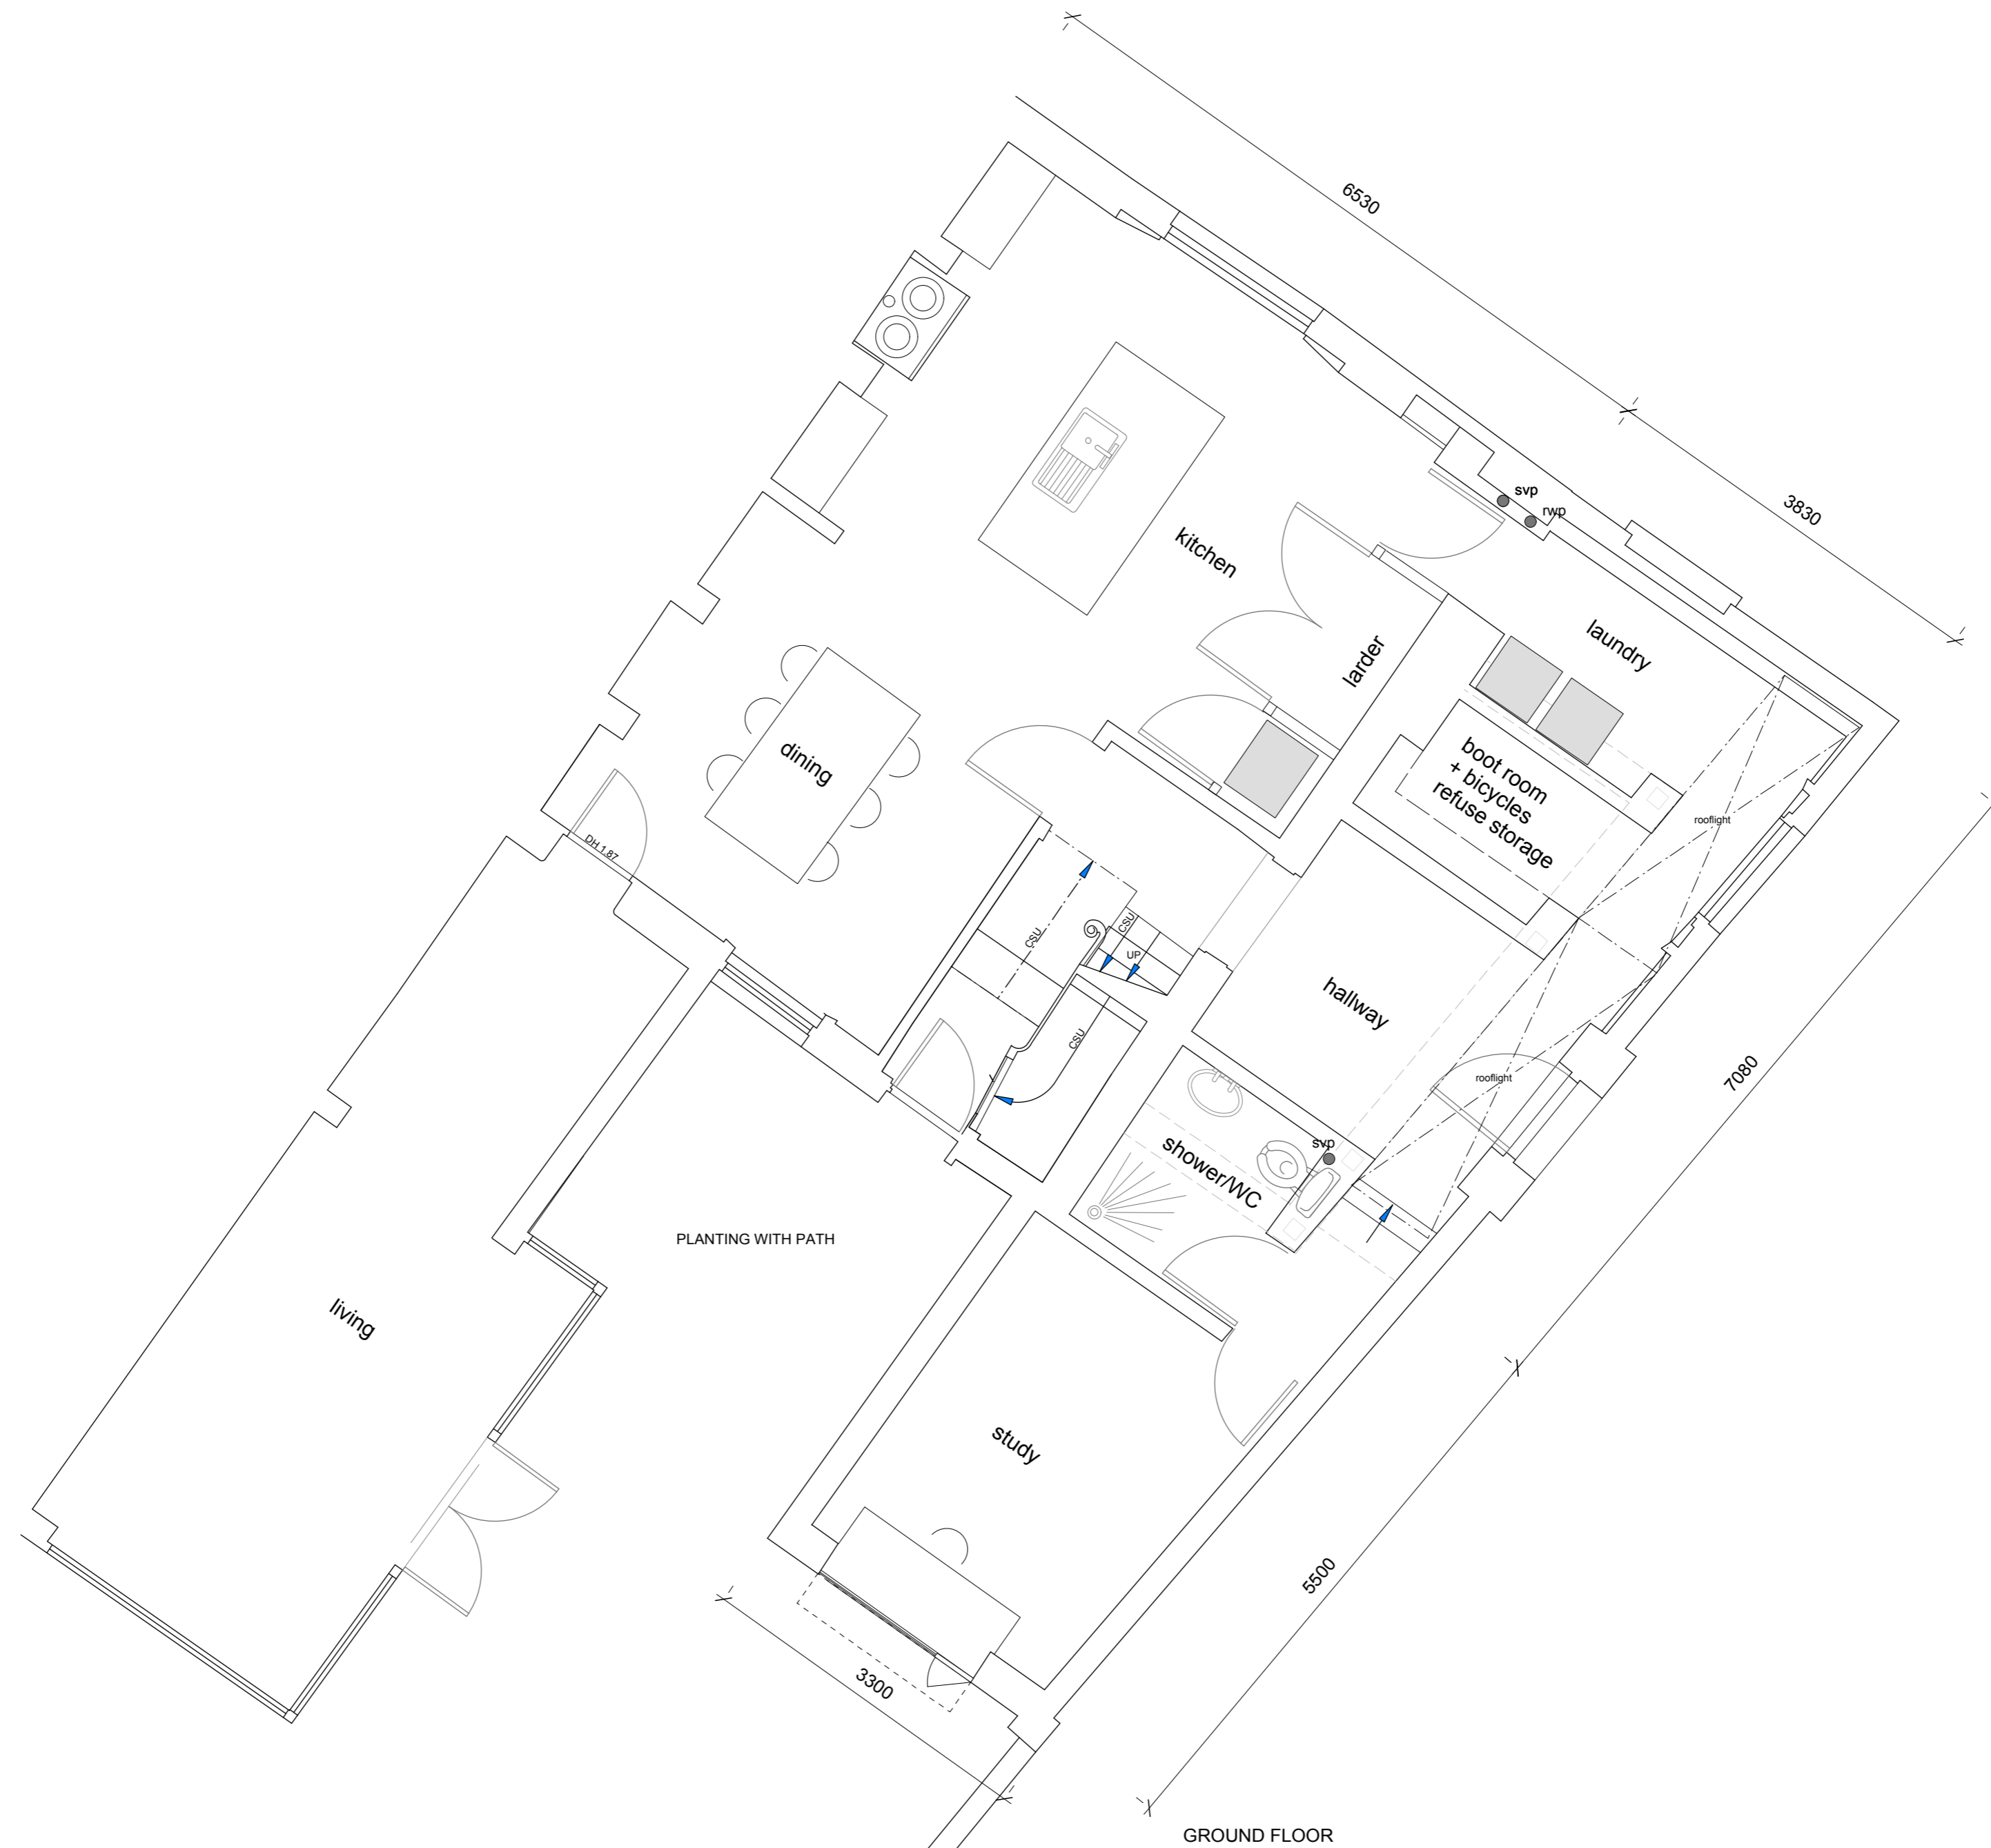 6530
3830
svp
rwp
kitchen
laundry
larder
dining
boot room
+ bicycles
refuse storage
rooflight
DH 1.87
CSU
CSU
UP
hallway
CSU
rooflight
7080
svp
shower/WC
PLANTING WITH PATH
living
study
5500
3300
GROUND FLOOR